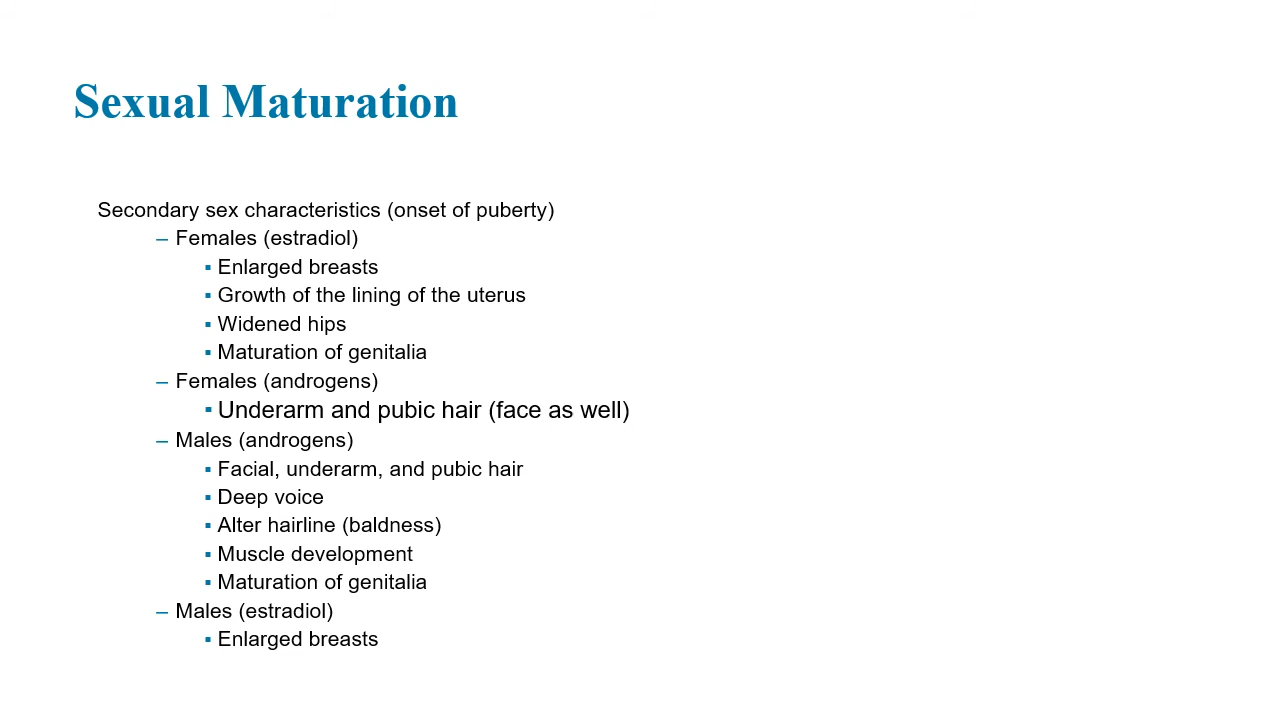 Sexual Maturation
Secondary sex characteristics (onset of puberty)
– Females (estradiol)
▪ Enlarged breasts
▪ Growth of the lining of the uterus
▪ Widened hips
▪ Maturation of genitalia
– Females (androgens)
▪ Underarm and pubic hair (face as well)
– Males (androgens)
▪ Facial, underarm, and pubic hair
▪ Deep voice
▪ Alter hairline (baldness)
▪ Muscle development
▪ Maturation of genitalia
– Males (estradiol)
▪ Enlarged breasts